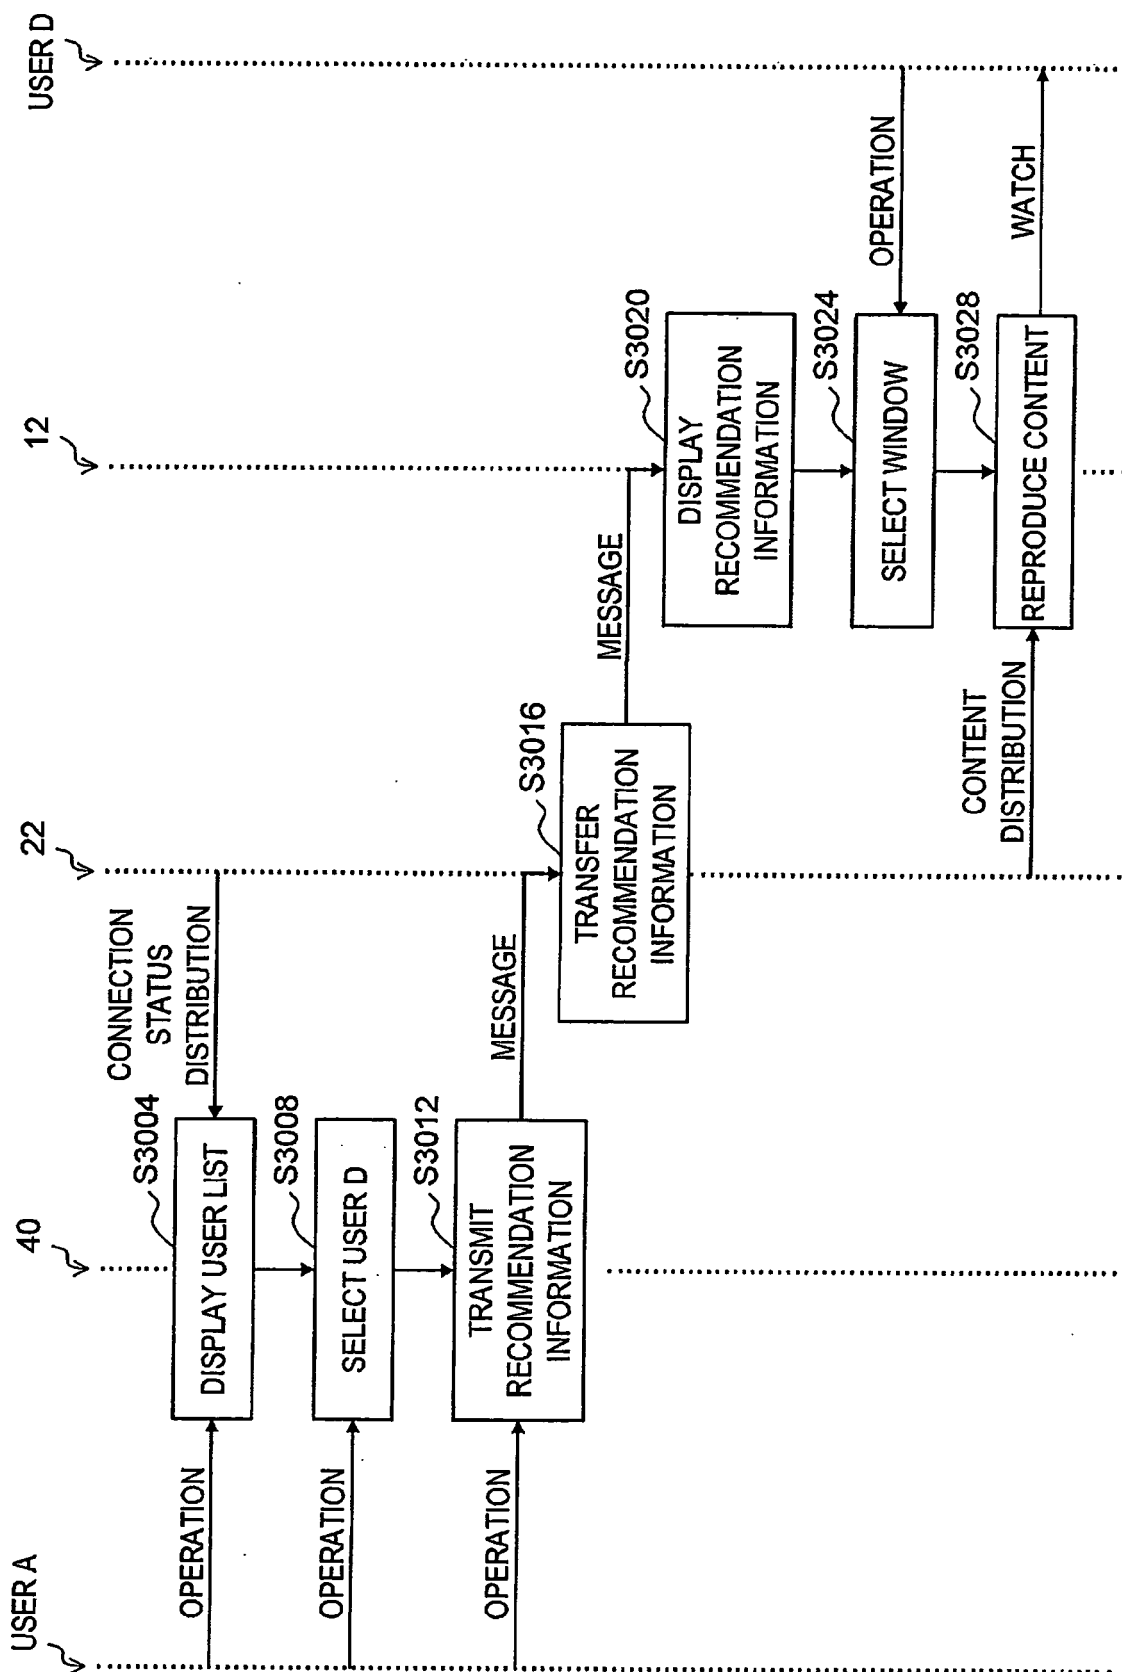 USER A
40
22
12
USER D
OPERATION
S3004
DISPLAY USER LIST
CONNECTION
STATUS
DISTRIBUTION
OPERATION
S3008
SELECT USER D
OPERATION
S3012
TRANSMIT
RECOMMENDATION
INFORMATION
MESSAGE
S3016
TRANSFER
RECOMMENDATION
INFORMATION
MESSAGE
S3020
DISPLAY
RECOMMENDATION
INFORMATION
S3024
SELECT WINDOW
OPERATION
CONTENT
DISTRIBUTION
S3028
REPRODUCE CONTENT
WATCH